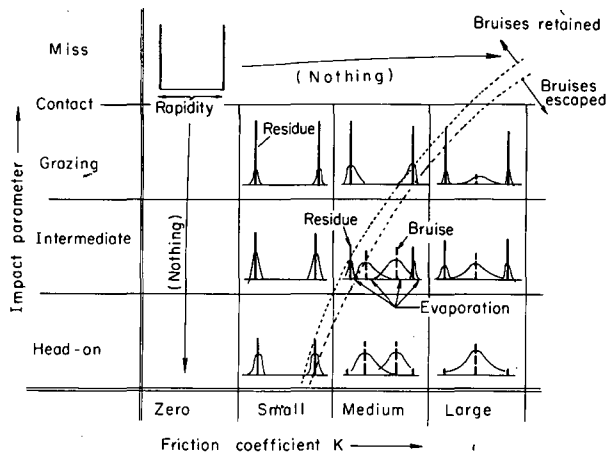 Miss
Bruises retained
(Nothing)
Bruises escaped
Contact
Rapidity
Residue
Grazing
Impact parameter
(Nothing)
Residue
Bruise
Intermediate
Evaporation
Head-on
Zero
Small
Medium
Large
Friction coefficient K